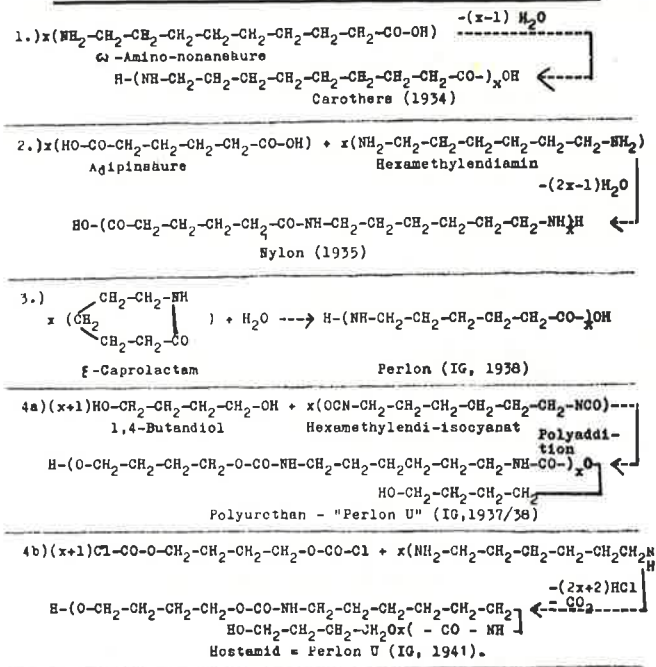 1.)x(NH2-CH2-CH2-CH2-CH2-CH2-CH2-CH2-CH2-CO-OH) -(x-1) H2O
ω-Amino-nonansäure
H-(NH-CH2-CH2-CH2-CH2-CH2-CH2-CH2-CH2-CO-)xOH
Carothers (1934)
2.)x(HO-CO-CH2-CH2-CH2-CH2-CO-OH) + x(NH2-CH2-CH2-CH2-CH2-CH2-CH2-NH2)
Adipinsäure Hexamethylendiamin
-(2x-1)H2O
HO-(CO-CH2-CH2-CH2-CH2-CO-NH-CH2-CH2-CH2-CH2-CH2-CH2-NH)xH
Nylon (1935)
3.)
CH2-CH2-NH
x (CH2 ) + H2O ----> H-(NH-CH2-CH2-CH2-CH2-CH2-CO-)xOH
CH2-CH2-CO
ε-Caprolactam Perlon (IG, 1938)
4a)(x+1)HO-CH2-CH2-CH2-CH2-OH + x(OCN-CH2-CH2-CH2-CH2-CH2-CH2-NCO)---
1,4-Butandiol Hexamethylendi-isocyanat
Polyaddi-
tion
H-(O-CH2-CH2-CH2-CH2-O-CO-NH-CH2-CH2-CH2-CH2-CH2-CH2-NH-CO-)xO
HO-CH2-CH2-CH2-CH2
Polyurethan - "Perlon U" (IG,1937/38)
4b)(x+1)Cl-CO-O-CH2-CH2-CH2-CH2-O-CO-Cl + x(NH2-CH2-CH2-CH2-CH2-CH2CH2N
H
-(2x+2)HCl
- CO2
H-(O-CH2-CH2-CH2-CH2-O-CO-NH-CH2-CH2-CH2-CH2-CH2-CH2
HO-CH2-CH2-CH2-CH2Ox( - CO - NH
Hostamid = Perlon U (IG, 1941).